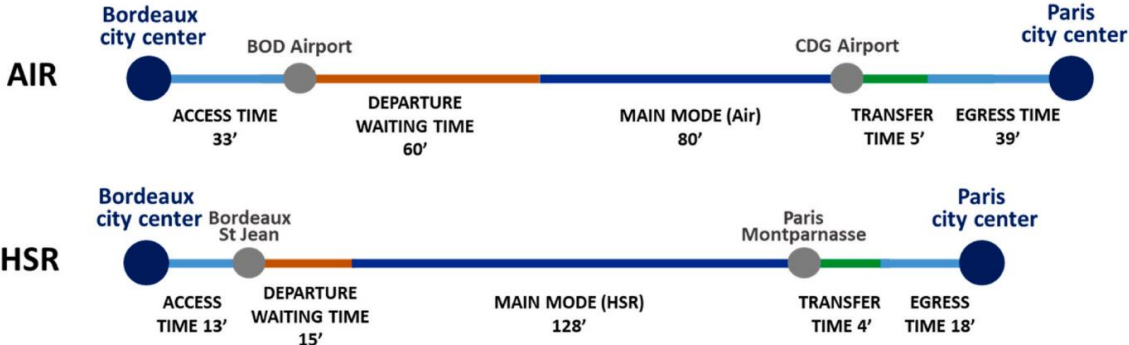 Bordeaux
city center
Paris
city center
BOD Airport
CDG Airport
AIR
ACCESS TIME
33’
DEPARTURE
WAITING TIME
60’
MAIN MODE (Air)
80’
TRANSFER
TIME 5’
EGRESS TIME
39’
Bordeaux
city center
Bordeaux
St Jean
Paris
Montparnasse
Paris
city center
HSR
ACCESS
TIME 13’
DEPARTURE
WAITING TIME
15’
MAIN MODE (HSR)
128’
TRANSFER
TIME 4’
EGRESS
TIME 18’